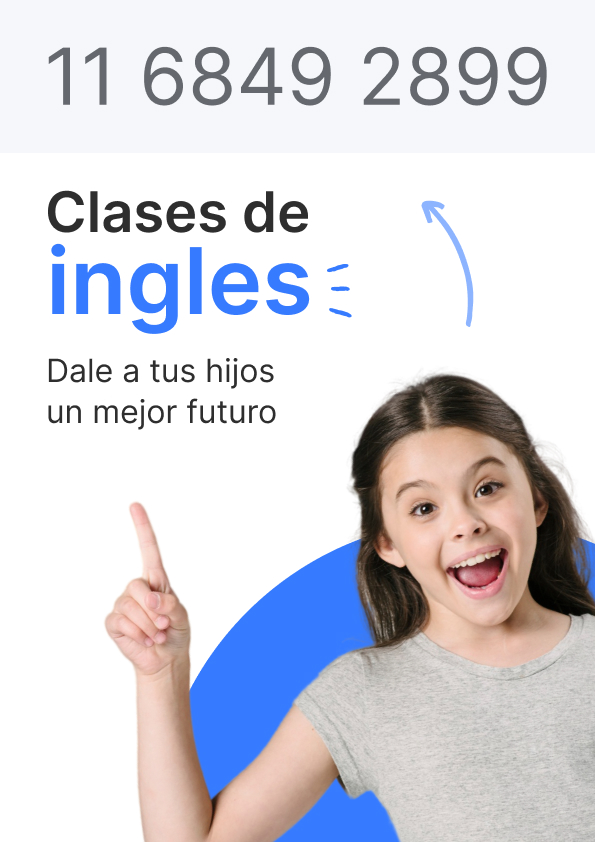 11 6849 2899
Clases de
ingles
Dale a tus hijos
un mejor futuro